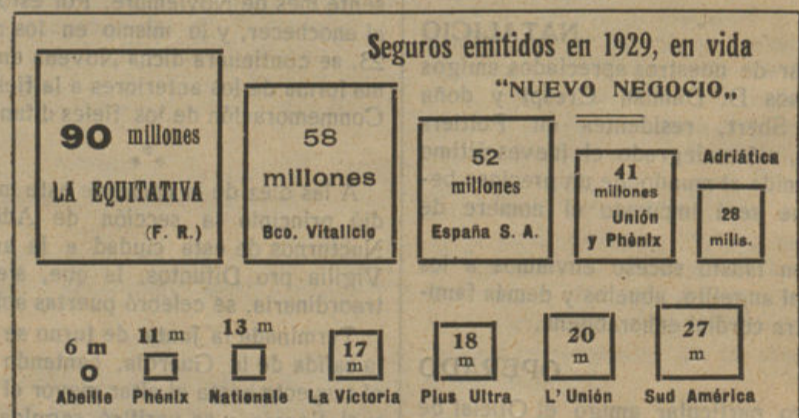 Seguros emitidos en 1929, en vida
"NUEVO NEGOCIO"
90 millones
LA EQUITATIVA
(F. R.)
58
millones
Bco. Vitalicio
52
millones
España S. A.
41
millones
Unión
y Phènix
Adriática
28
mills.
m
Abeille
11 m
Phénix
13 m
Nationale
17
m
La Victoria
18
m
Plus Ultra
20
m
L'Unión
27
m
Sud América